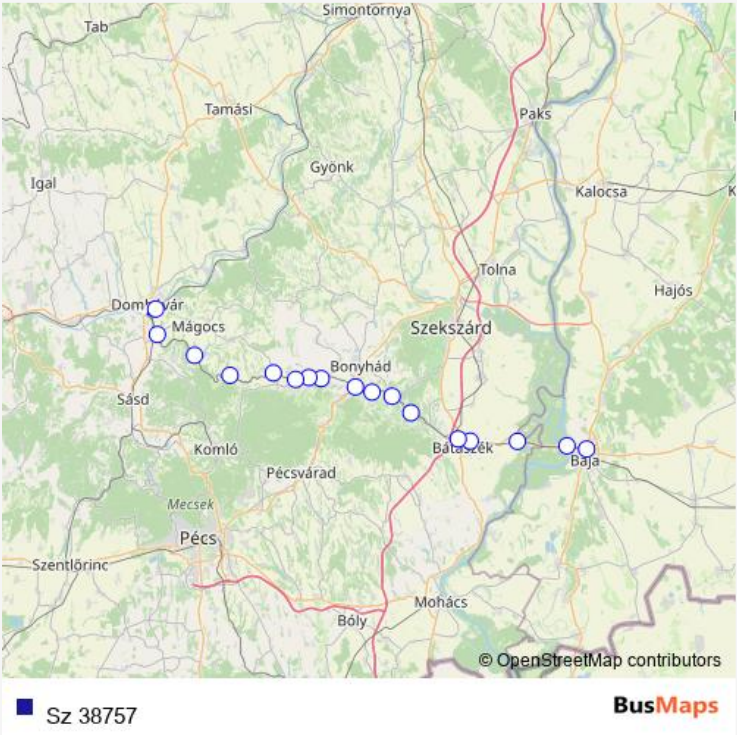 Simontornya
Tab
Tamási
Paks
Gyönk
Igal
Kalocsa
K
Tolna
Hajós
Dombóvár
Mágocs
Szekszárd
Bonyhád
Sásd
Komló
Bátaszék
Baja
Pécsvárad
Mecsek
Pécs
Szentlőrinc
Mohács
Bóly
© OpenStreetMap contributors
Sz 38757
BusMaps